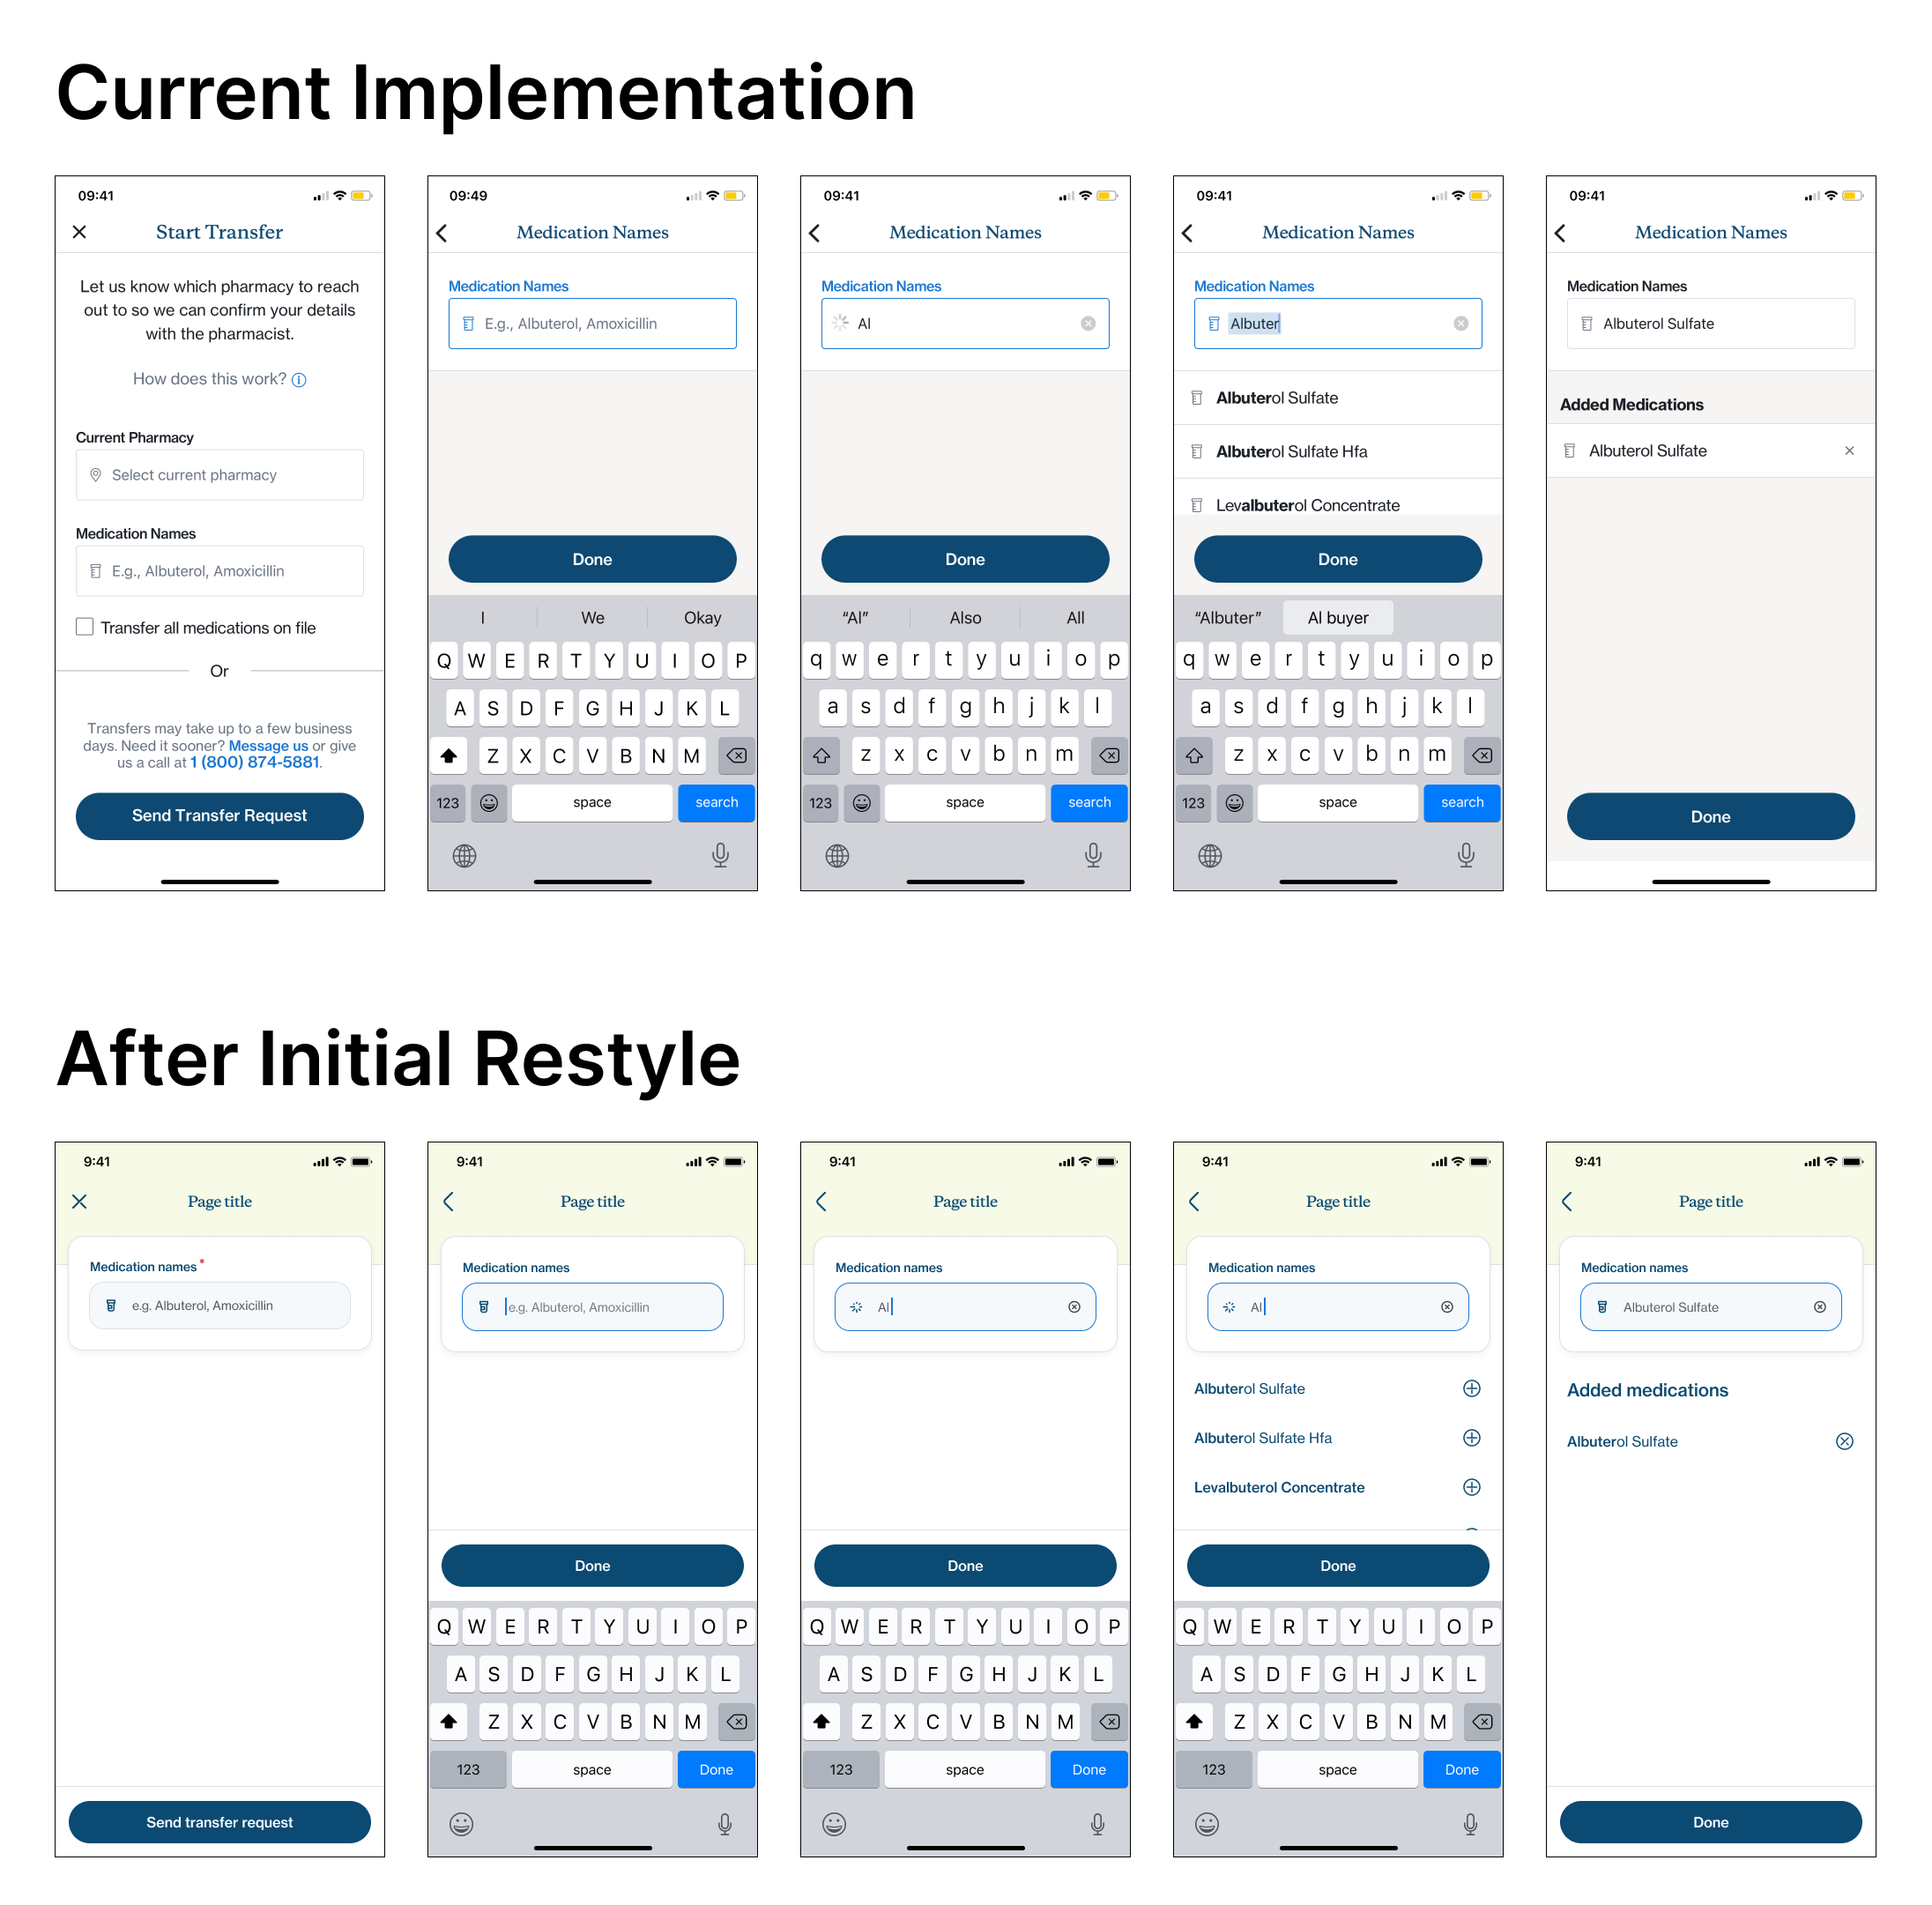 Current Implementation
09:41
Start Transfer
Let us know which pharmacy to reach
out to so we can confirm your details
with the pharmacist.
How does this work?
Current Pharmacy
Select current pharmacy
Medication Names
E.g., Albuterol, Amoxicillin
Transfer all medications on file
Or
Transfers may take up to a few business
days. Need it sooner? Message us or give
us a call at 1 (800) 874-5881.
Send Transfer Request
09:49
Medication Names
Medication Names
E.g., Albuterol, Amoxicillin
Done
I We Okay
Q W E R T Y U I O P
A S D F G H J K L
Z X C V B N M
123 space search
09:41
Medication Names
Medication Names
Al
Done
“Al” Also All
q w e r t y u i o p
a s d f g h j k l
z x c v b n m
123 space search
09:41
Medication Names
Medication Names
Albuter
Albuterol Sulfate
Albuterol Sulfate Hfa
Levalbuterol Concentrate
Done
“Albuter” Al buyer
q w e r t y u i o p
a s d f g h j k l
z x c v b n m
123 space search
09:41
Medication Names
Medication Names
Albuterol Sulfate
Added Medications
Albuterol Sulfate
Done
After Initial Restyle
9:41
Page title
Medication names *
e.g. Albuterol, Amoxicillin
Send transfer request
9:41
Page title
Medication names
e.g. Albuterol, Amoxicillin
Done
Q W E R T Y U I O P
A S D F G H J K L
Z X C V B N M
123 space Done
9:41
Page title
Medication names
Al
Done
Q W E R T Y U I O P
A S D F G H J K L
Z X C V B N M
123 space Done
9:41
Page title
Medication names
Al
Albuterol Sulfate
Albuterol Sulfate Hfa
Levalbuterol Concentrate
Done
Q W E R T Y U I O P
A S D F G H J K L
Z X C V B N M
123 space Done
9:41
Page title
Medication names
Albuterol Sulfate
Added medications
Albuterol Sulfate
Done